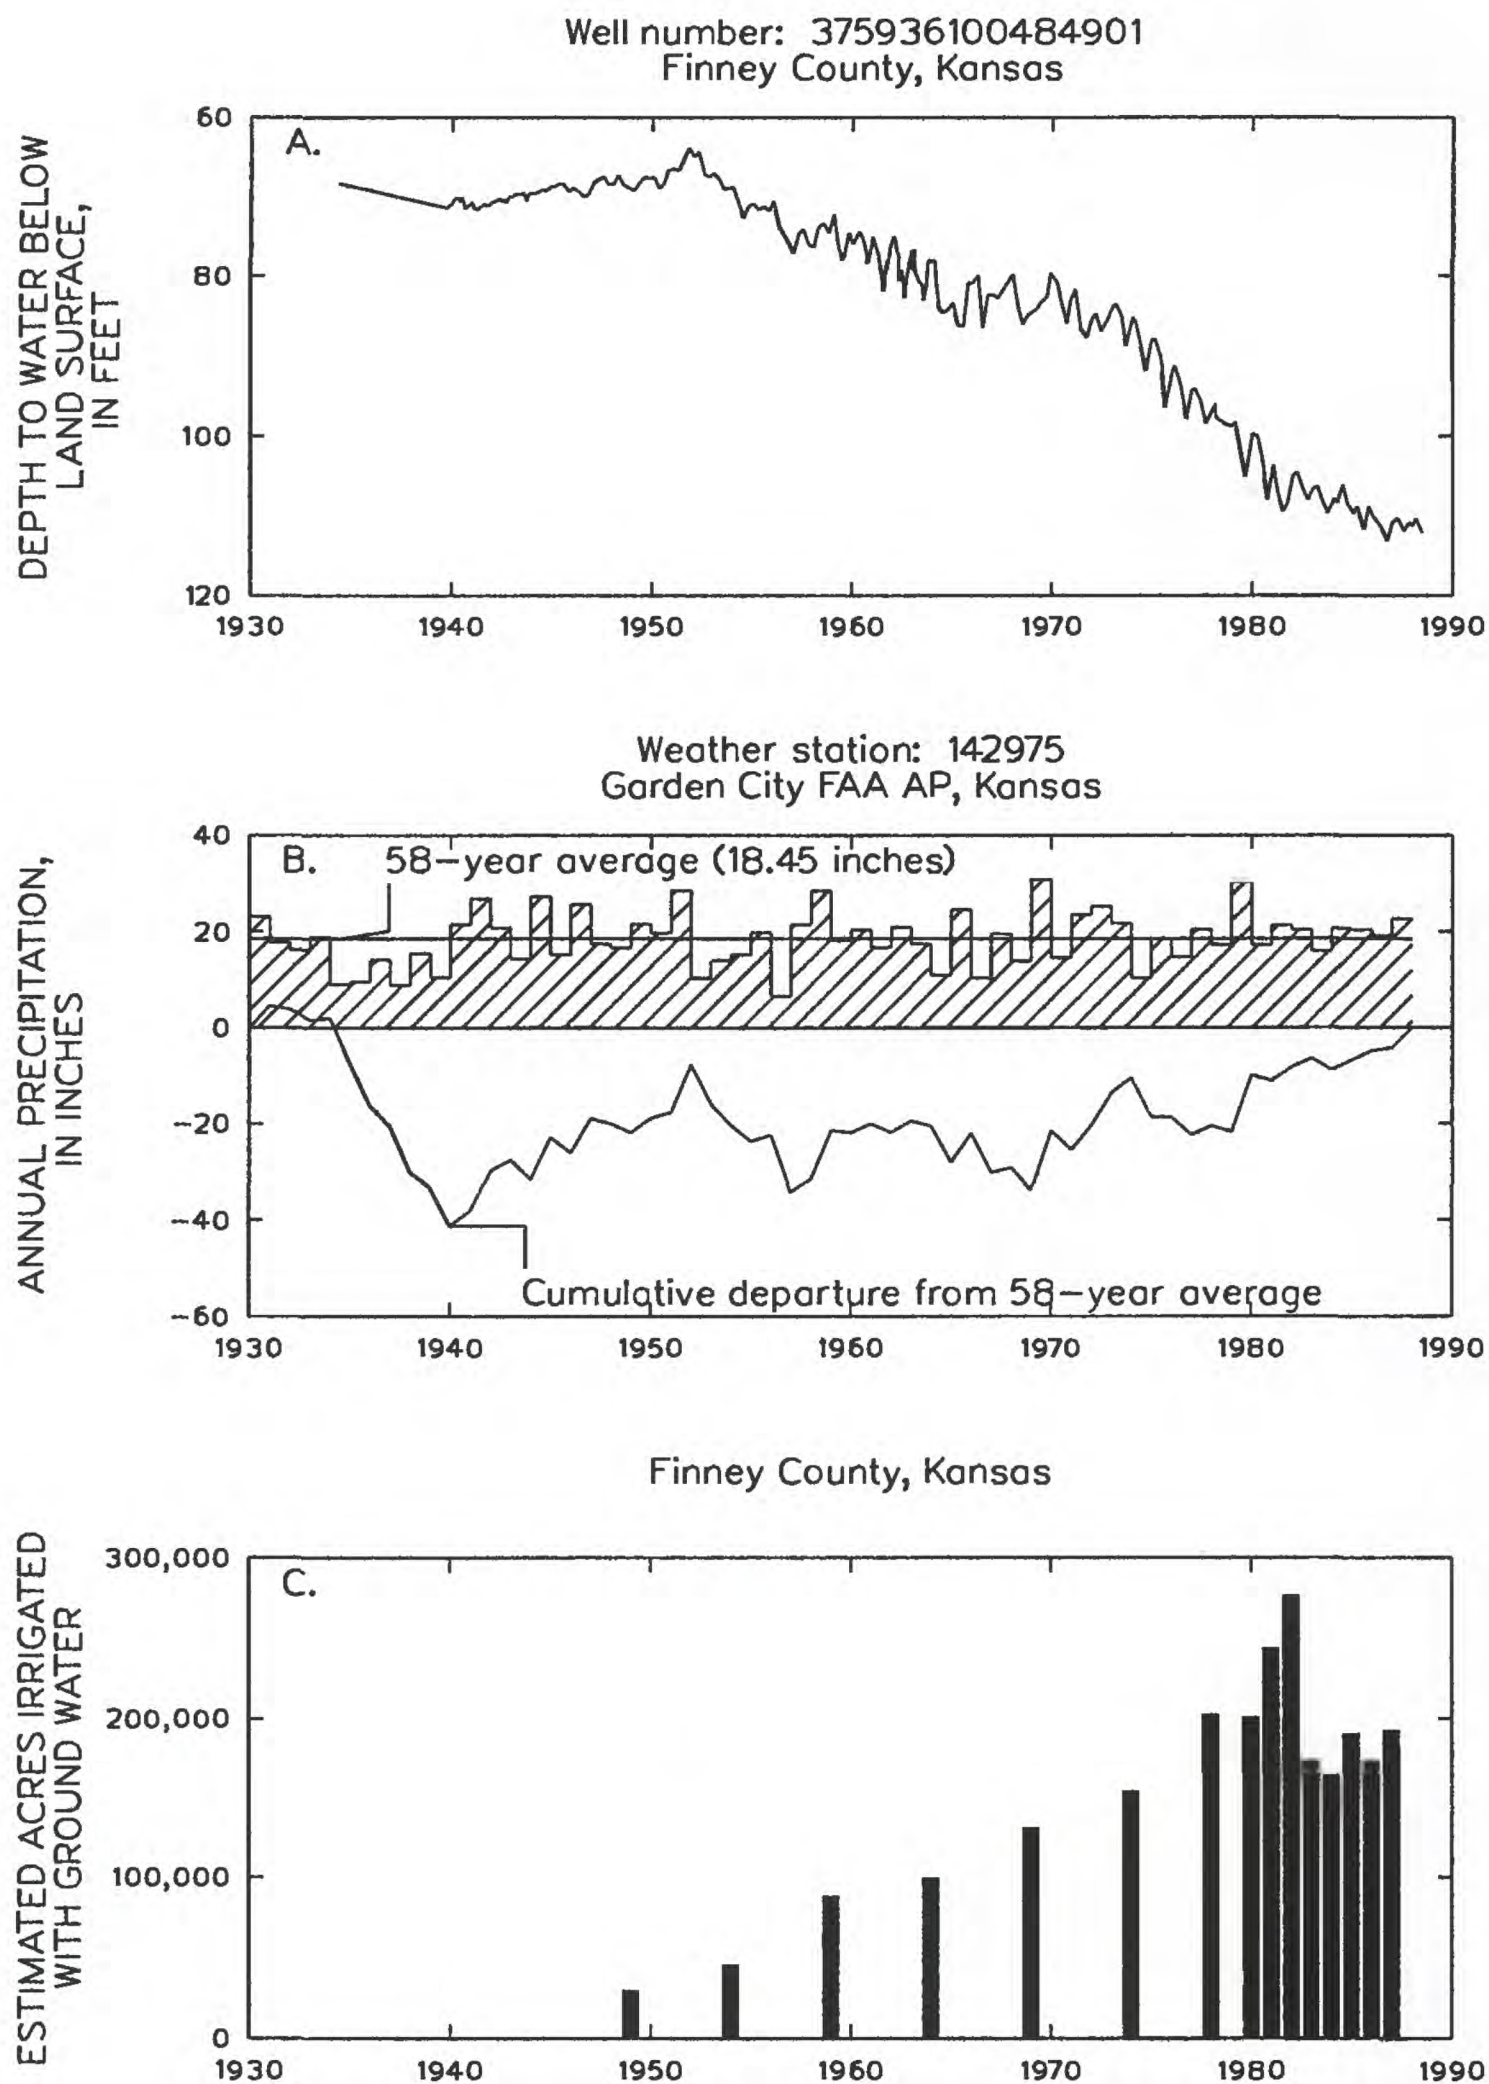 Well number: 375936100484901
Finney County, Kansas
DEPTH TO WATER BELOW
LAND SURFACE,
IN FEET
A.
60
80
100
120
1930 1940 1950 1960 1970 1980 1990
Weather station: 142975
Garden City FAA AP, Kansas
ANNUAL PRECIPITATION,
IN INCHES
40
B. 58-year average (18.45 inches)
20
0
-20
-40
Cumulative departure from 58-year average
-60
1930 1940 1950 1960 1970 1980 1990
Finney County, Kansas
ESTIMATED ACRES IRRIGATED
WITH GROUND WATER
300,000
C.
200,000
100,000
0
1930 1940 1950 1960 1970 1980 1990